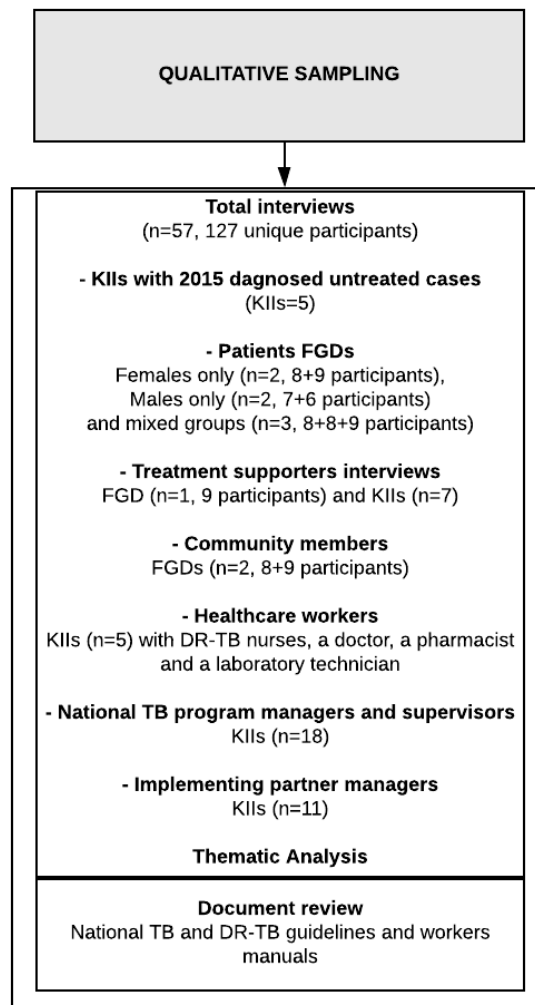 QUALITATIVE SAMPLING
Total interviews
(n=57, 127 unique participants)
- KIIs with 2015 dagnosed untreated cases
(KIIs=5)
- Patients FGDs
Females only (n=2, 8+9 participants),
Males only (n=2, 7+6 participants)
and mixed groups (n=3, 8+8+9 participants)
- Treatment supporters interviews
FGD (n=1, 9 participants) and KIIs (n=7)
- Community members
FGDs (n=2, 8+9 participants)
- Healthcare workers
KIIs (n=5) with DR-TB nurses, a doctor, a pharmacist
and a laboratory technician
- National TB program managers and supervisors
KIIs (n=18)
- Implementing partner managers
KIIs (n=11)
Thematic Analysis
Document review
National TB and DR-TB guidelines and workers
manuals